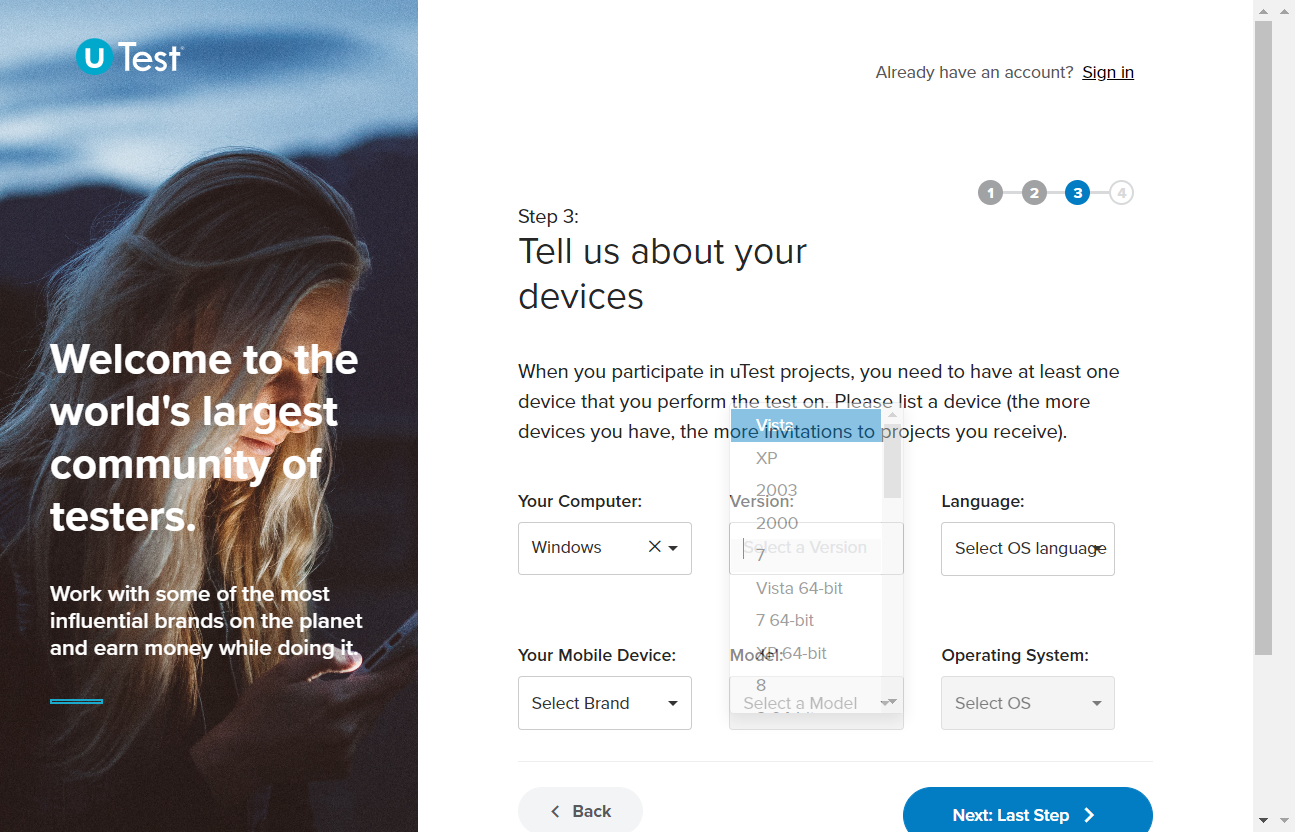 U Test
Already have an account? Sign in
1 2 3 4
Step 3:
Tell us about your
devices
Welcome to the
world's largest
community of
testers.
Work with some of the most
influential brands on the planet
and earn money while doing it.
When you participate in uTest projects, you need to have at least one
device that you perform the test on. Please list a device (the more
devices you have, the more invitations to projects you receive).
Your Computer:
Version:
Language:
Windows
Select a Version
Select OS language
Vista
XP
2003
2000
7
Vista 64-bit
7 64-bit
XP 64-bit
8
Your Mobile Device:
Model:
Operating System:
Select Brand
Select a Model
Select OS
Back
Next: Last Step